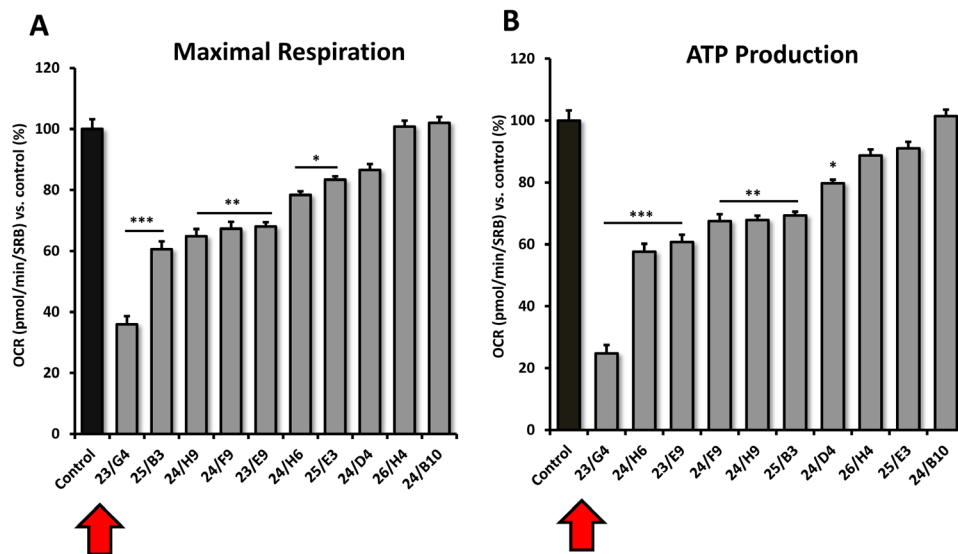 A
Maximal Respiration
OCR (pmol/min/SRB) vs. control (%)
120
100
80
60
40
20
0
***
**
*
Control
23/G4
25/B3
24/H9
24/F9
23/E9
24/H6
25/E3
24/D4
26/H4
24/B10
B
ATP Production
OCR (pmol/min/SRB) vs. control (%)
120
100
80
60
40
20
0
***
**
*
Control
23/G4
24/H6
23/E9
24/F9
24/H9
25/B3
24/D4
26/H4
25/E3
24/B10